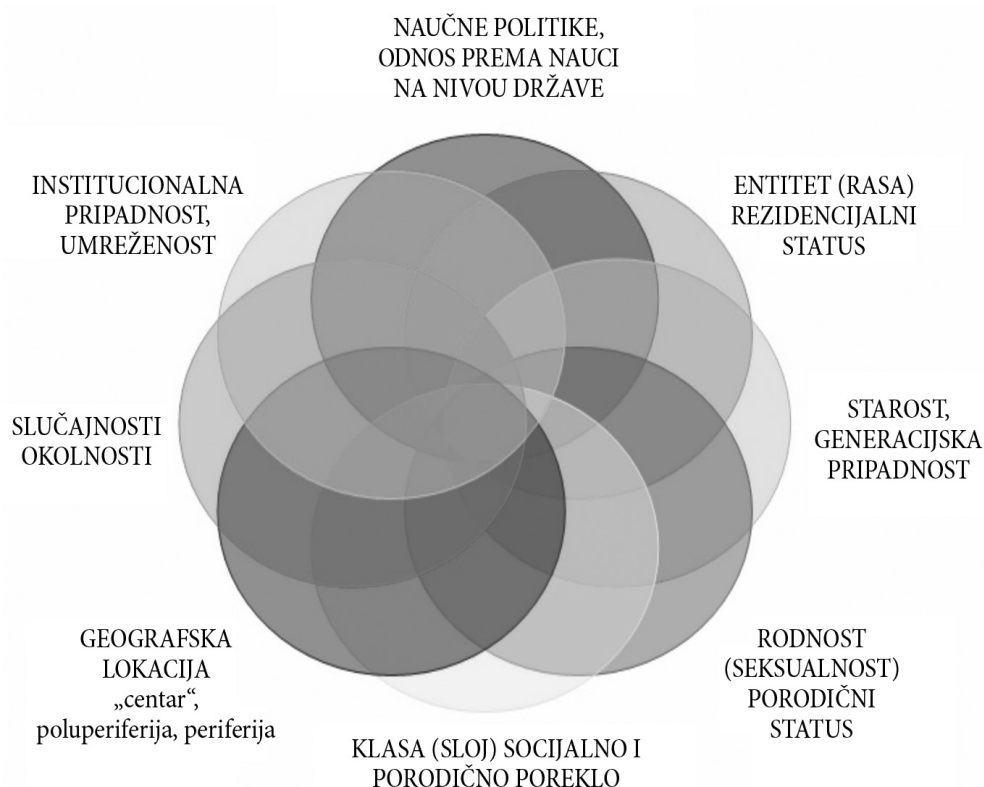 NAUČNE POLITIKE,
ODNOS PREMA NAUCI
NA NIVOU DRŽAVE
INSTITUCIONALNA
PRIPADNOST,
UMREŽENOST
ENTITET (RASA)
REZIDENCIJALNI
STATUS
SLUČAJNOSTI
OKOLNOSTI
STAROST,
GENERACIJSKA
PRIPADNOST
GEOGRAFSKA
LOKACIJA
„centar“,
poluperiferija, periferija
RODNOST
(SEKSUALNOST)
PORODIČNI
STATUS
KLASA (SLOJ) SOCIJALNO I
PORODIČNO POREKLO